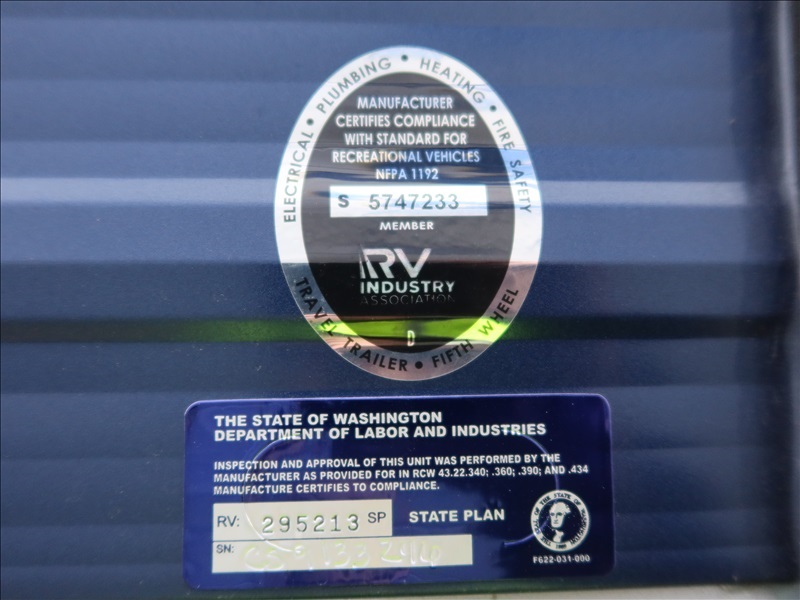 ELECTRICAL • PLUMBING • HEATING • FIRE SAFETY
MANUFACTURER
CERTIFIES COMPLIANCE
WITH STANDARD FOR
RECREATIONAL VEHICLES
NFPA 1192
S 5747233
MEMBER
RV
INDUSTRY
ASSOCIATION
D
TRAVEL TRAILER • FIFTH WHEEL
THE STATE OF WASHINGTON
DEPARTMENT OF LABOR AND INDUSTRIES
INSPECTION AND APPROVAL OF THIS UNIT WAS PERFORMED BY THE
MANUFACTURER AS PROVIDED FOR IN RCW 43.22.340; .360; .390; AND .434
MANUFACTURE CERTIFIES TO COMPLIANCE.
RV: 295213 SP STATE PLAN
SN:
F622-031-000